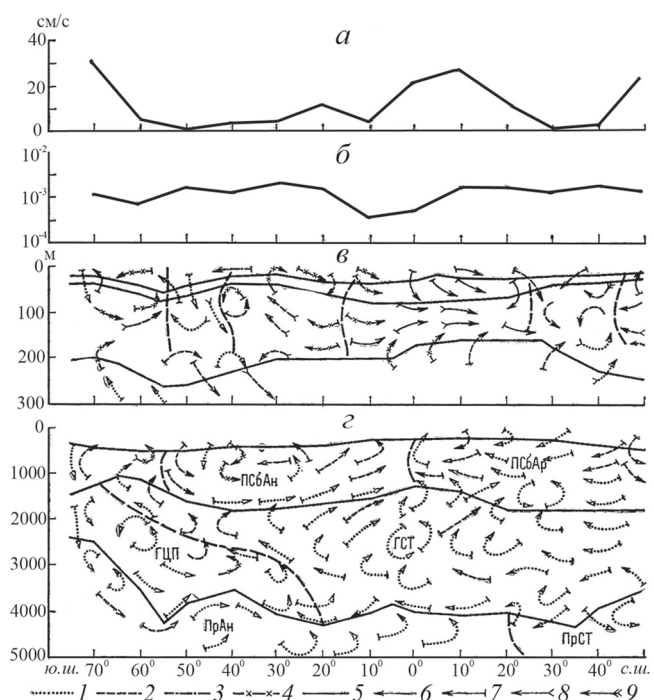 см/с
а
40
20
0
б
10-2
10-3
10-4
в
м
0
100
200
300
г
0
1000
2000
3000
4000
5000
ПСбАн
ПСбАр
ГЦП
ГСТ
ПрАн
ПрСТ
ю.ш. 70° 60° 50° 40° 30° 20° 10° 0° 10° 20° 30° 40° с.ш.
1 2 3 4 5 6 7 8 9